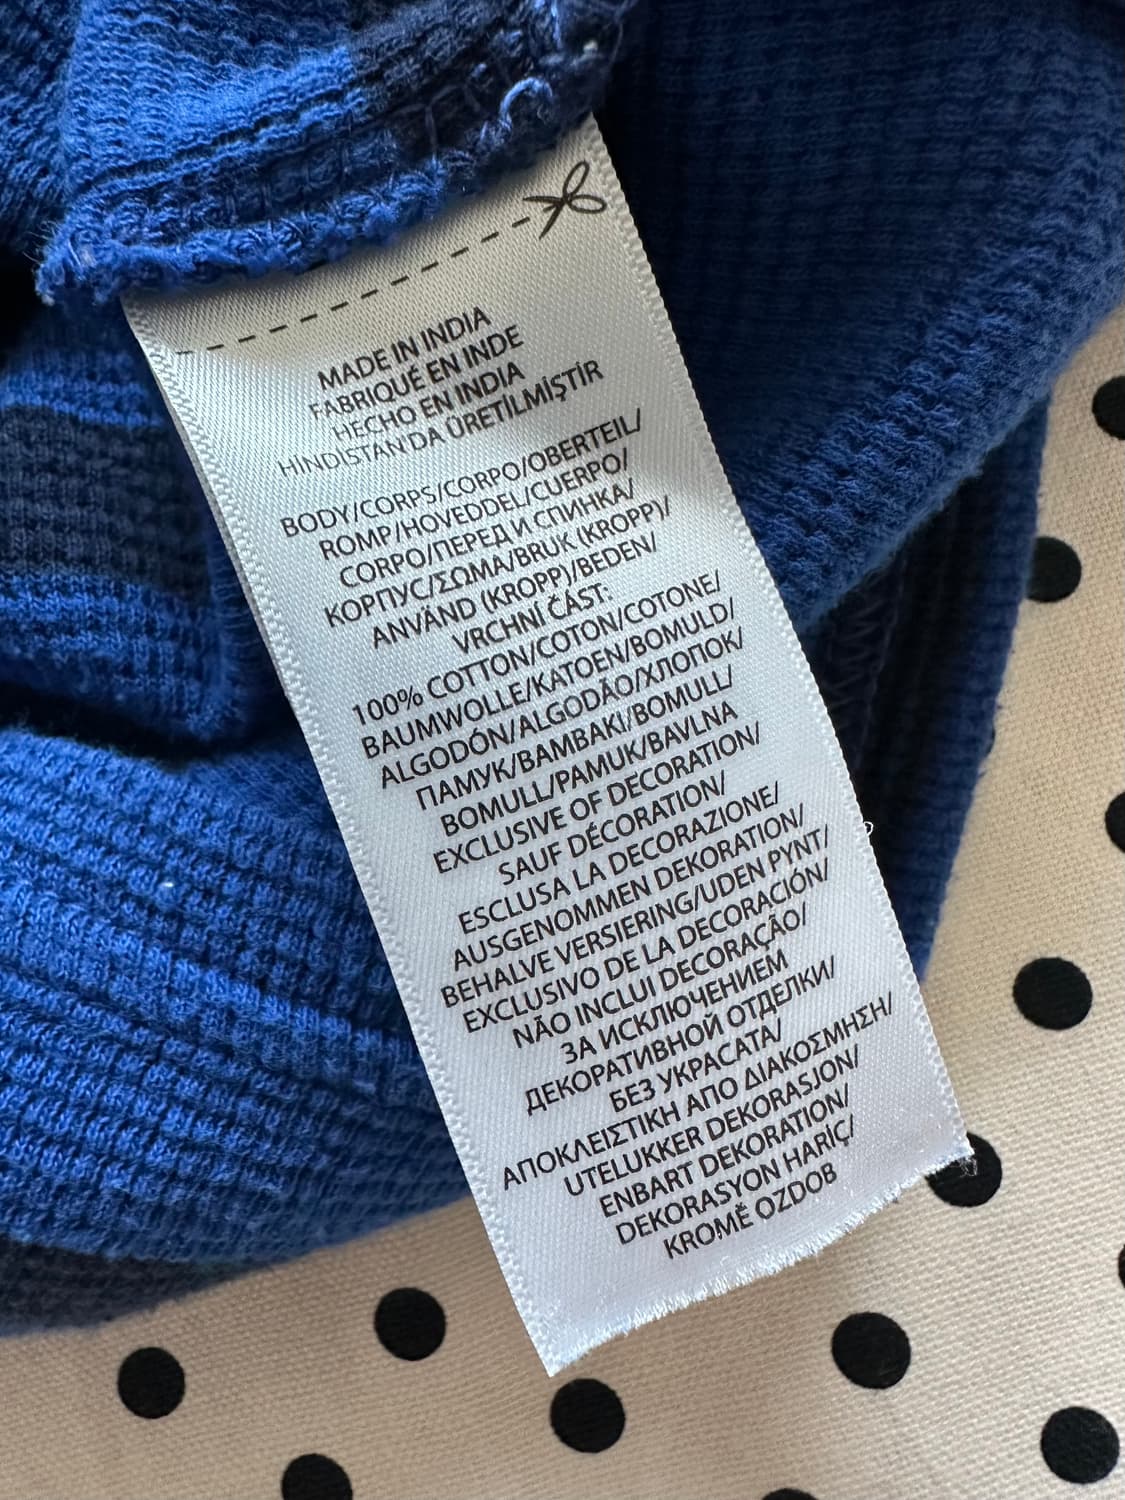 MADE IN INDIA
FABRIQUÉ EN INDE
HECHO EN INDIA
HİNDİSTAN'DA ÜRETİLMİŞTİR
BODY/CORPS/CORPO/OBERTEIL/
ROMP/HOVEDDEL/CUERPO/
CORPO/ПЕРЕД И СПИНКА/
КОРПУС/ΣΩΜΑ/BRUK (KROPP)/
ANVÄND (KROPP)/BEDEN/
VRCHNÍ ČÁST:
100% COTTON/COTON/COTONE/
BAUMWOLLE/KATOEN/BOMULD/
ALGODÓN/ALGODÃO/ХЛОПОК/
ПАМУК/BAMBAKI/BOMULL/
BOMULL/PAMUK/BAVLNA
EXCLUSIVE OF DECORATION/
SAUF DÉCORATION/
ESCLUSA LA DECORAZIONE/
AUSGENOMMEN DEKORATION/
BEHALVE VERSIERING/UDEN PYNT/
EXCLUSIVO DE LA DECORACIÓN/
NÃO INCLUI DECORAÇÃO/
ЗА ИСКЛЮЧЕНИЕМ
ДЕКОРАТИВНОЙ ОТДЕЛКИ/
БЕЗ УКРАСАТА/
ΑΠΟΚΛΕΙΣΤΙΚΗ ΑΠΟ ΔΙΑΚΟΣΜΗΣΗ/
UTELUKKER DEKORASJON/
ENBART DEKORATION/
DEKORASYON HARIÇ/
KROMĚ OZDOB